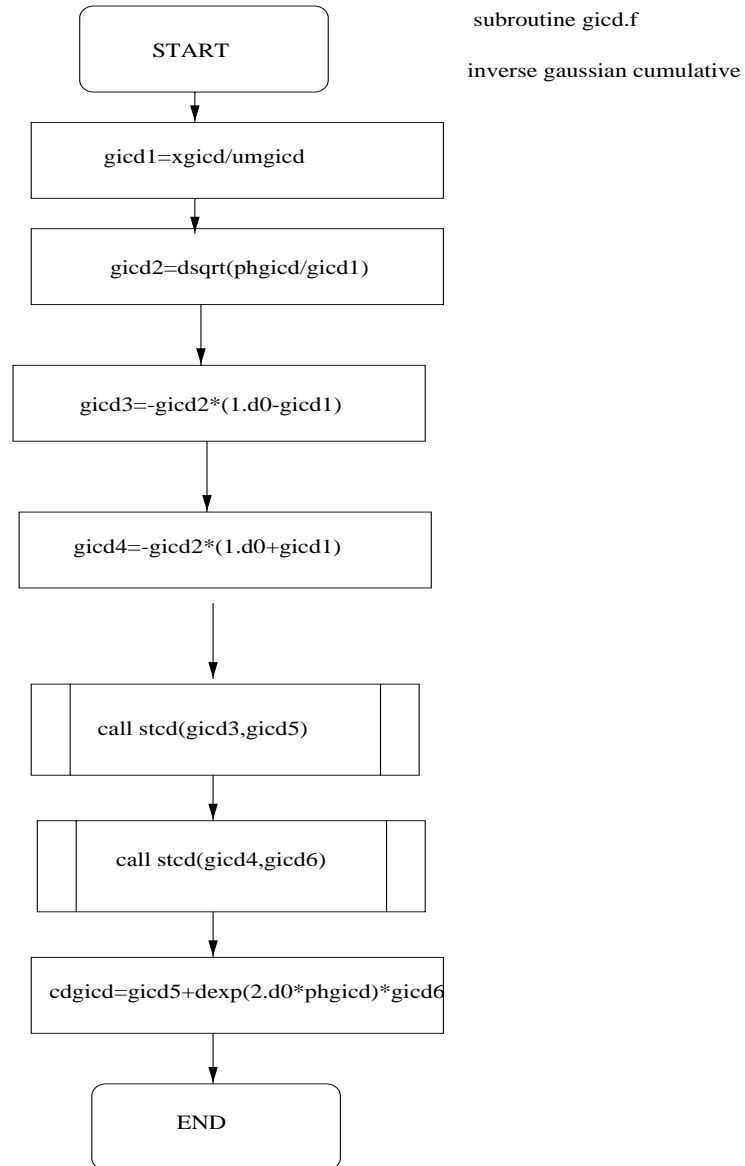 subroutine gicd.f
START
inverse gaussian cumulative
gicd1=xgicd/umgicd
gicd2=dsqrt(phgicd/gicd1)
gicd3=-gicd2*(1.d0-gicd1)
gicd4=-gicd2*(1.d0+gicd1)
call stcd(gicd3,gicd5)
call stcd(gicd4,gicd6)
cdgicd=gicd5+dexp(2.d0*phgicd)*gicd6
END